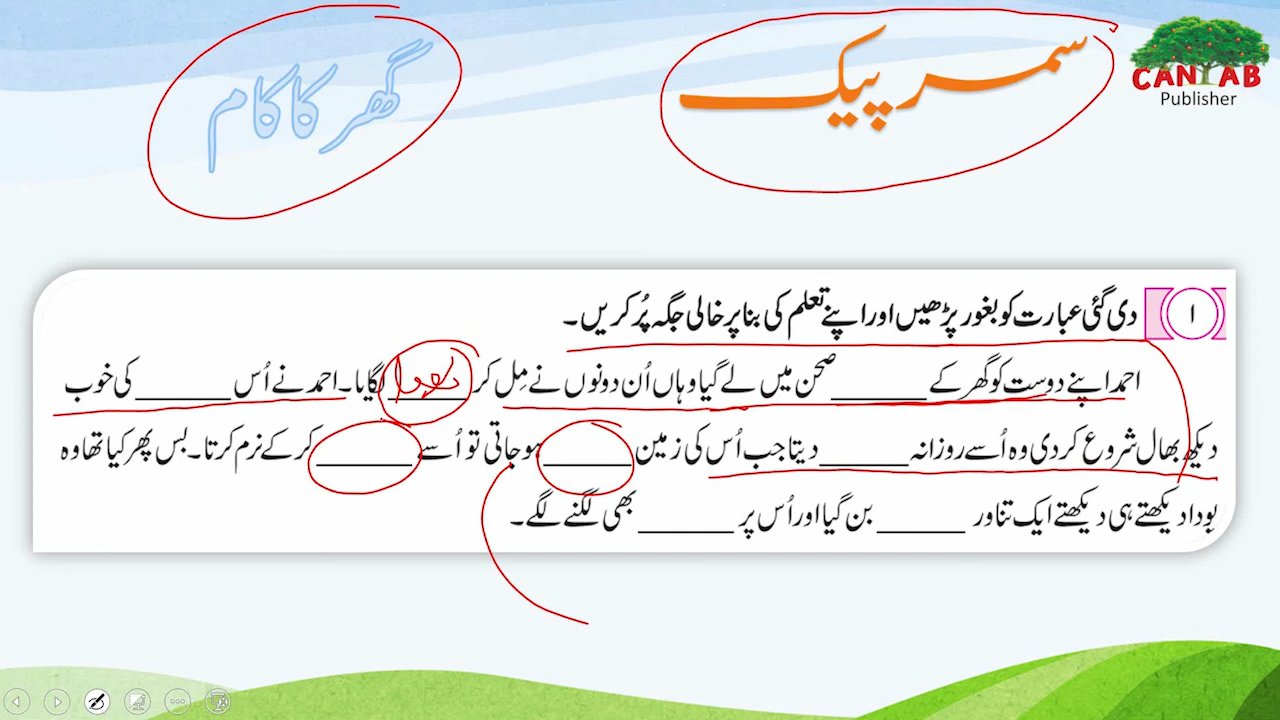 سمر پیک
گھر کا کام
CANTAB
Publisher
۱ دی گئی عبارت کو بغور پڑھیں اور اپنے تعلم کی بنا پر خالی جگہ پُر کریں۔
احمد اپنے دوست کو گھر کے ______ صحن میں لے گیا وہاں اُن دونوں نے مِل کر ______ لگایا۔ احمد نے اُس ______ کی خوب
دیکھ بھال شروع کر دی وہ اُسے روزانہ ______ دیتا جب اُس کی زمین ______ ہو جاتی تو اُسے ______ کر کے نرم کرتا۔ بس پھر کیا تھا وہ
پودا دیکھتے ہی دیکھتے ایک تناور ______ بن گیا اور اُس پر ______ بھی لگنے لگے۔